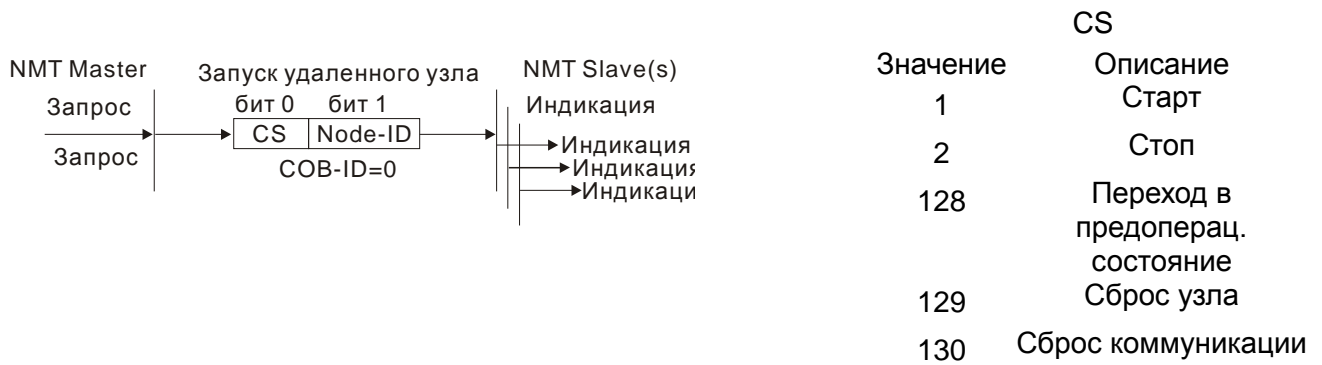 NMT Master
Запуск удаленного узла
NMT Slave(s)
Запрос
бит 0 бит 1
Индикация
CS Node-ID
Запрос
COB-ID=0
Индикация
Индикация
Индикаци
CS
Значение Описание
1 Старт
2 Стоп
128 Переход в
предоперац.
состояние
129 Сброс узла
130 Сброс коммуникации